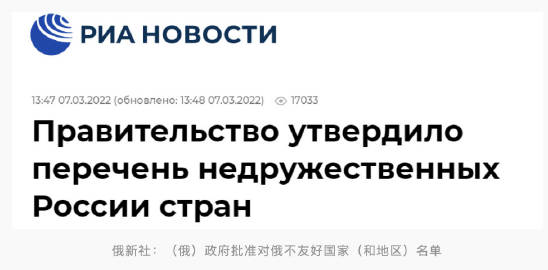 РИА НОВОСТИ
13:47 07.03.2022 (обновлено: 13:48 07.03.2022) 17033
Правительство утвердило
перечень недружественных
России стран
俄新社：（俄）政府批准对俄不友好国家（和地区）名单